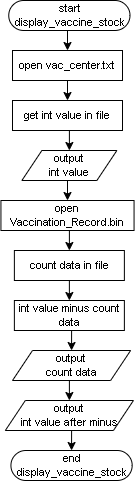 start
display_vaccine_stock
open vac_center.txt
get int value in file
output
int value
open
Vaccination_Record.bin
count data in file
int value minus count
data
output
count data
output
int value after minus
end
display_vaccine_stock